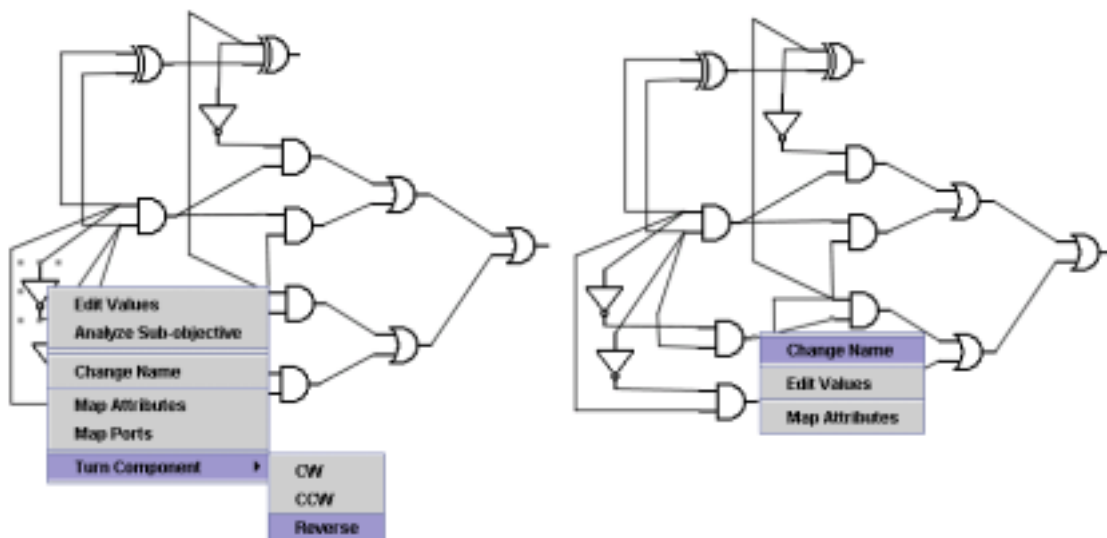 Edit Values
Analyze Sub-objective
Change Name
Map Attributes
Map Ports
Turn Component
CW
CCW
Reverse
Change Name
Edit Values
Map Attributes